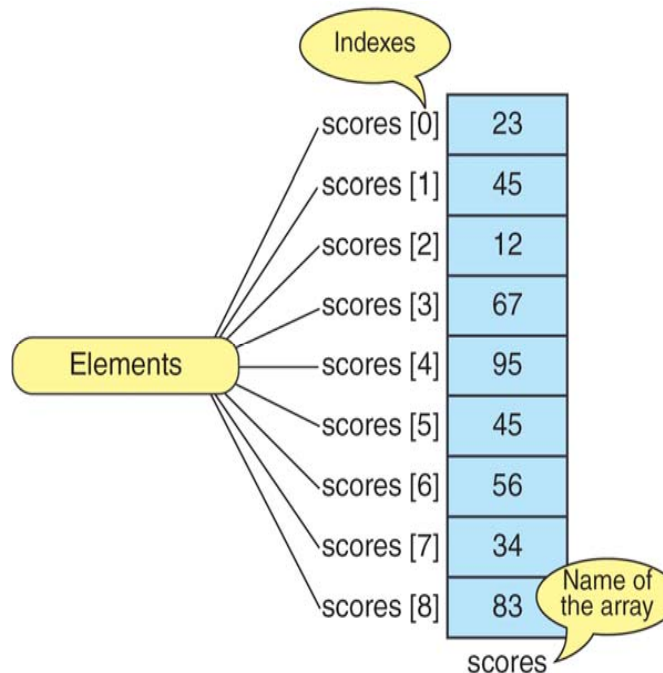 Indexes
scores [0] 23
scores [1] 45
scores [2] 12
scores [3] 67
Elements
scores [4] 95
scores [5] 45
scores [6] 56
scores [7] 34
scores [8] 83
Name of
the array
scores